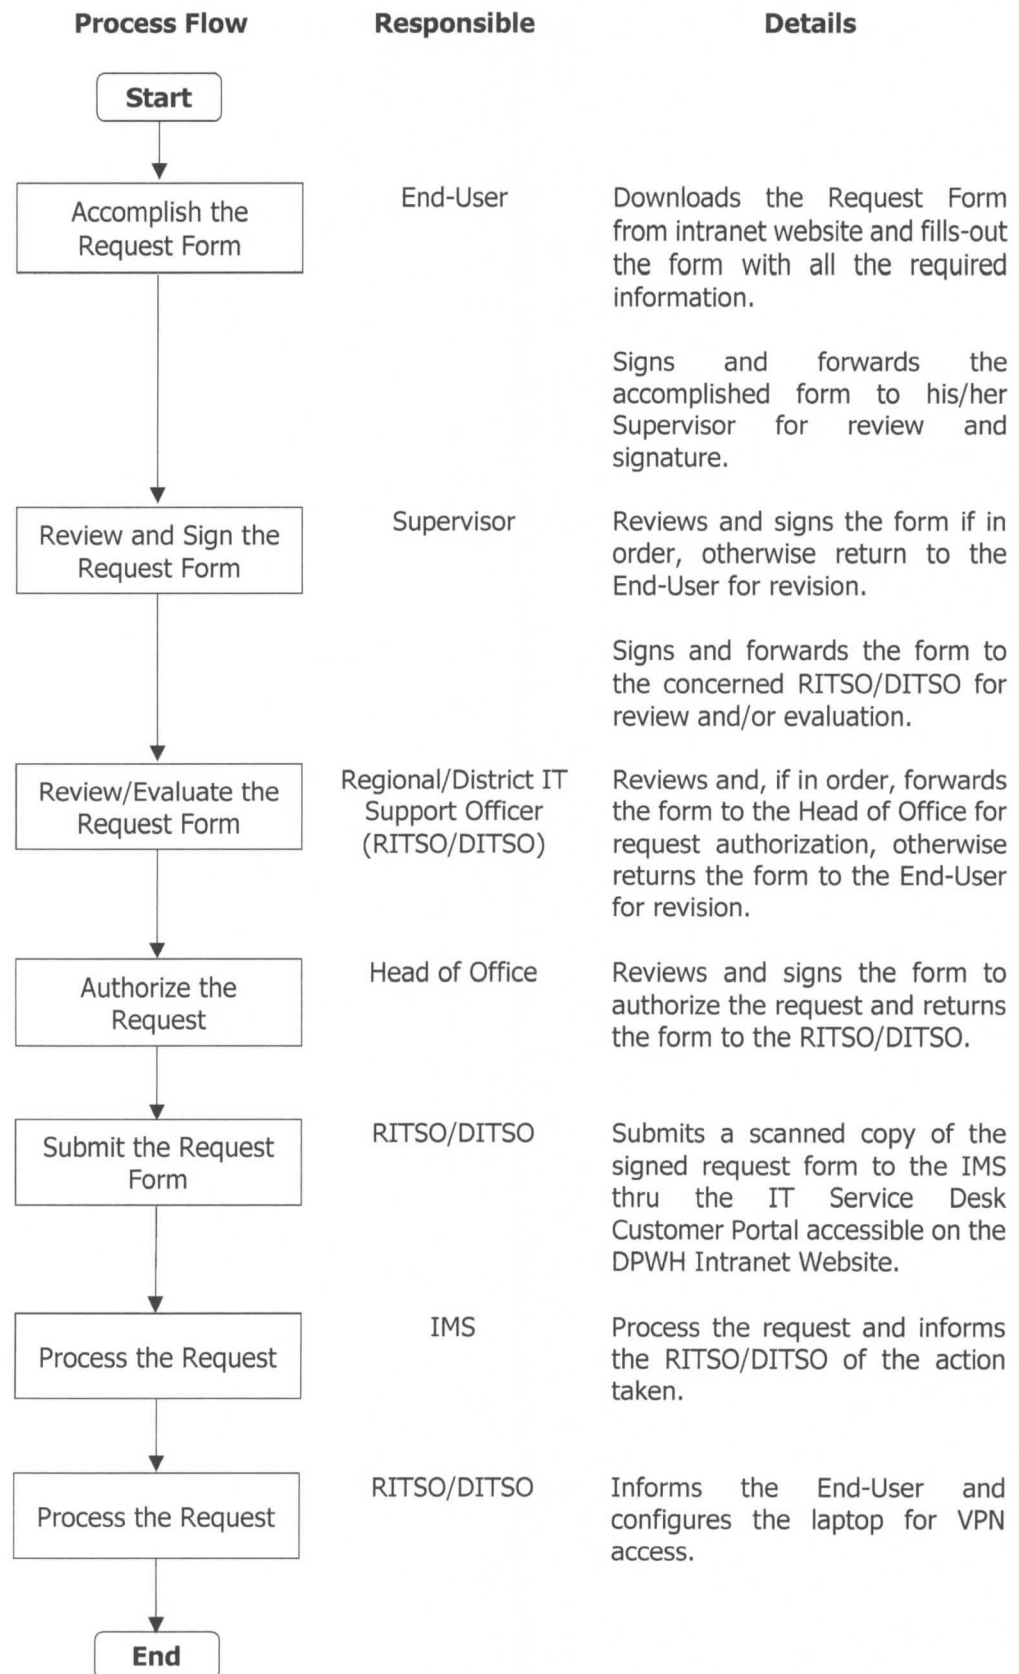 Process Flow Responsible Details
Start
Accomplish the
Request Form
End-User
Downloads the Request Form
from intranet website and fills-out
the form with all the required
information.
Signs and forwards the
accomplished form to his/her
Supervisor for review and
signature.
Review and Sign the
Request Form
Supervisor
Reviews and signs the form if in
order, otherwise return to the
End-User for revision.
Signs and forwards the form to
the concerned RITSO/DITSO for
review and/or evaluation.
Review/Evaluate the
Request Form
Regional/District IT
Support Officer
(RITSO/DITSO)
Reviews and, if in order, forwards
the form to the Head of Office for
request authorization, otherwise
returns the form to the End-User
for revision.
Authorize the
Request
Head of Office
Reviews and signs the form to
authorize the request and returns
the form to the RITSO/DITSO.
Submit the Request
Form
RITSO/DITSO
Submits a scanned copy of the
signed request form to the IMS
thru the IT Service Desk
Customer Portal accessible on the
DPWH Intranet Website.
Process the Request
IMS
Process the request and informs
the RITSO/DITSO of the action
taken.
Process the Request
RITSO/DITSO
Informs the End-User and
configures the laptop for VPN
access.
End